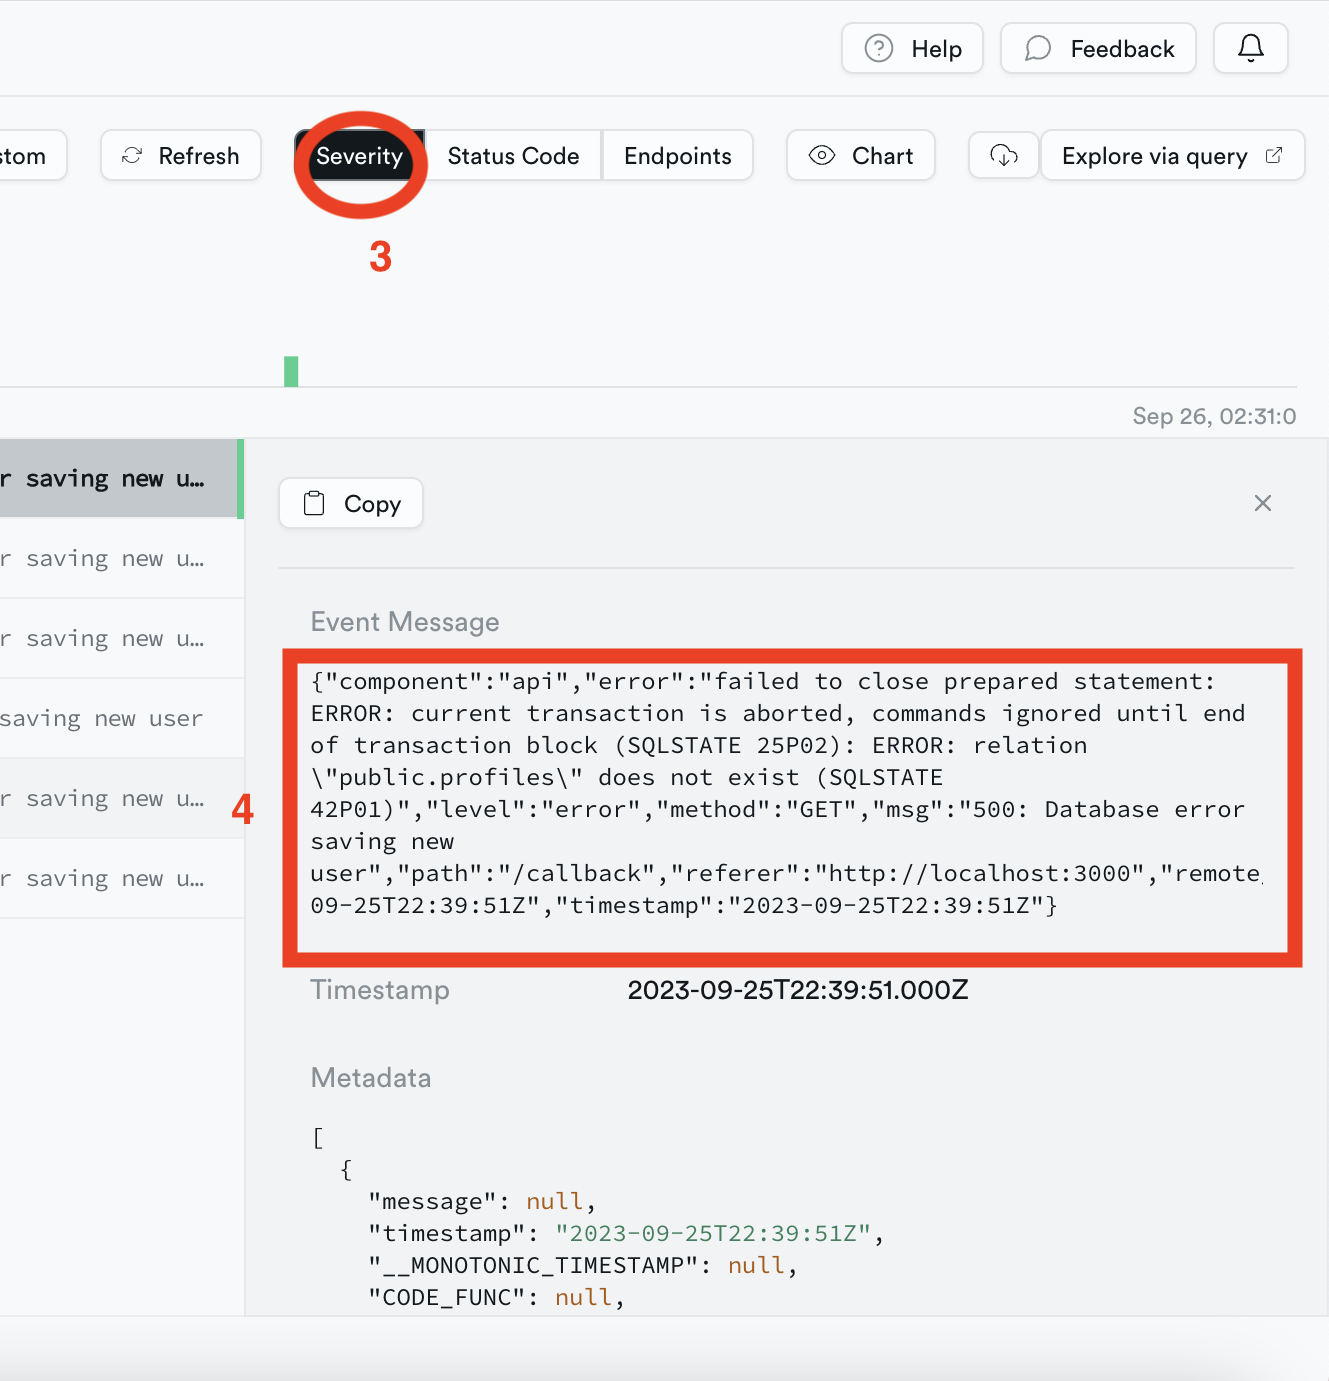 Help
Feedback
stom
Refresh
Severity
Status Code
Endpoints
Chart
Explore via query
3
Sep 26, 02:31:0
r saving new u…
r saving new u…
r saving new u…
saving new user
r saving new u…
r saving new u…
4
Copy
Event Message
{"component":"api","error":"failed to close prepared statement:
ERROR: current transaction is aborted, commands ignored until end
of transaction block (SQLSTATE 25P02): ERROR: relation
\"public.profiles\" does not exist (SQLSTATE
42P01)","level":"error","method":"GET","msg":"500: Database error
saving new
user","path":"/callback","referer":"http://localhost:3000","remote_
09-25T22:39:51Z","timestamp":"2023-09-25T22:39:51Z"}
Timestamp 2023-09-25T22:39:51.000Z
Metadata
[
{
"message": null,
"timestamp": "2023-09-25T22:39:51Z",
"__MONOTONIC_TIMESTAMP": null,
"CODE_FUNC": null,